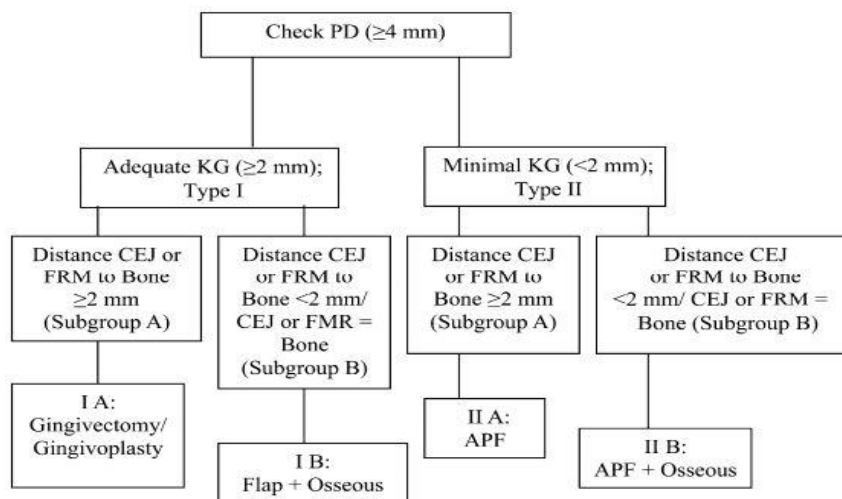 Check PD (≥4 mm)
Adequate KG (≥2 mm);
Type I
Minimal KG (<2 mm);
Type II
Distance CEJ or
FRM to Bone
≥2 mm
(Subgroup A)
Distance CEJ
or FRM to
Bone <2 mm/
CEJ or FMR =
Bone
(Subgroup B)
Distance CEJ
or FRM to
Bone ≥2 mm
(Subgroup A)
Distance CEJ
or FRM to Bone
<2 mm/ CEJ or FRM =
Bone (Subgroup B)
I A:
Gingivectomy/
Gingivoplasty
I B:
Flap + Osseous
II A:
APF
II B:
APF + Osseous